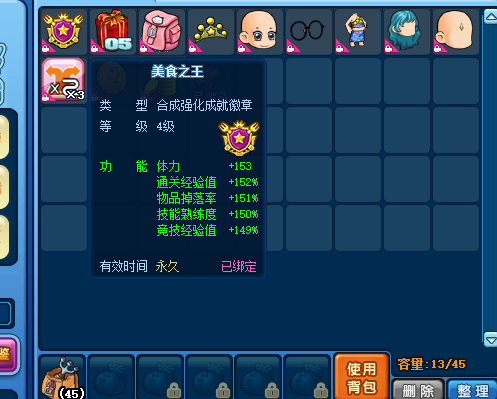 05
X2
x3
美食之王
类 型 合成强化成就徽章
等 级 4级
功 能 体力 +153
通关经验值 +152%
物品掉落率 +151%
技能熟练度 +150%
竞技经验值 +149%
有效时间 永久 已绑定
鉴
(45)
使用
背包
容量:13/45
删除
整理